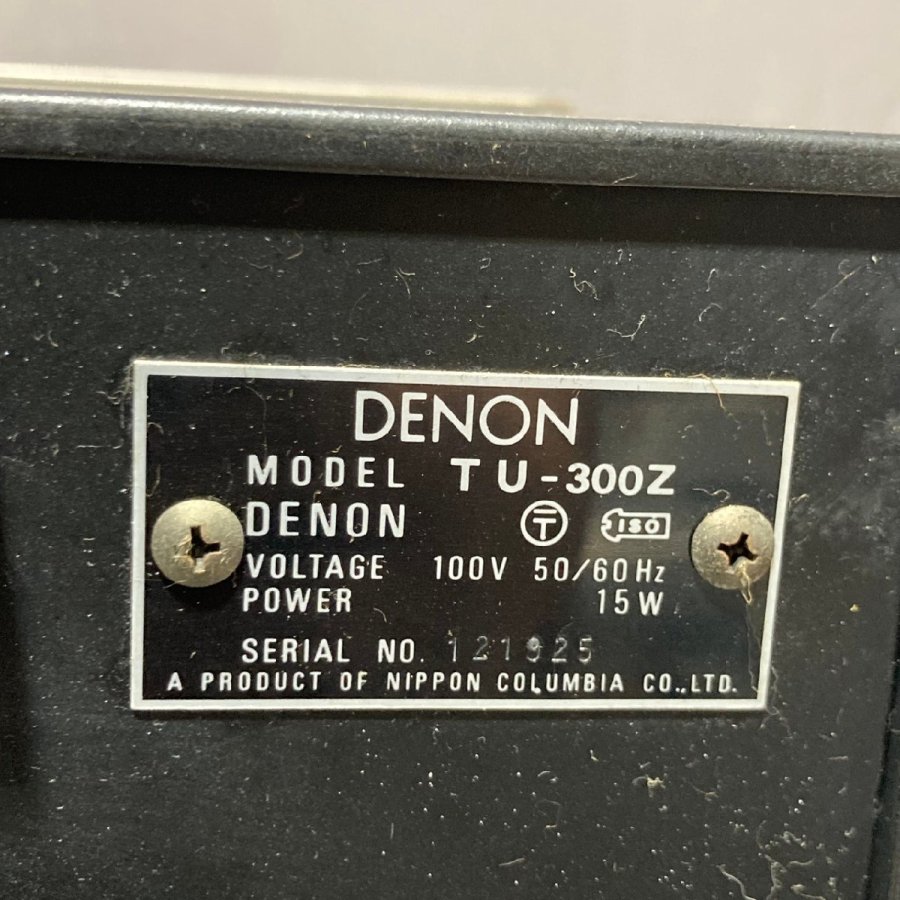 DENON
MODEL TU-300Z
DENON T ISO
VOLTAGE 100V 50/60Hz
POWER 15W
SERIAL NO. 121925
A PRODUCT OF NIPPON COLUMBIA CO.,LTD.